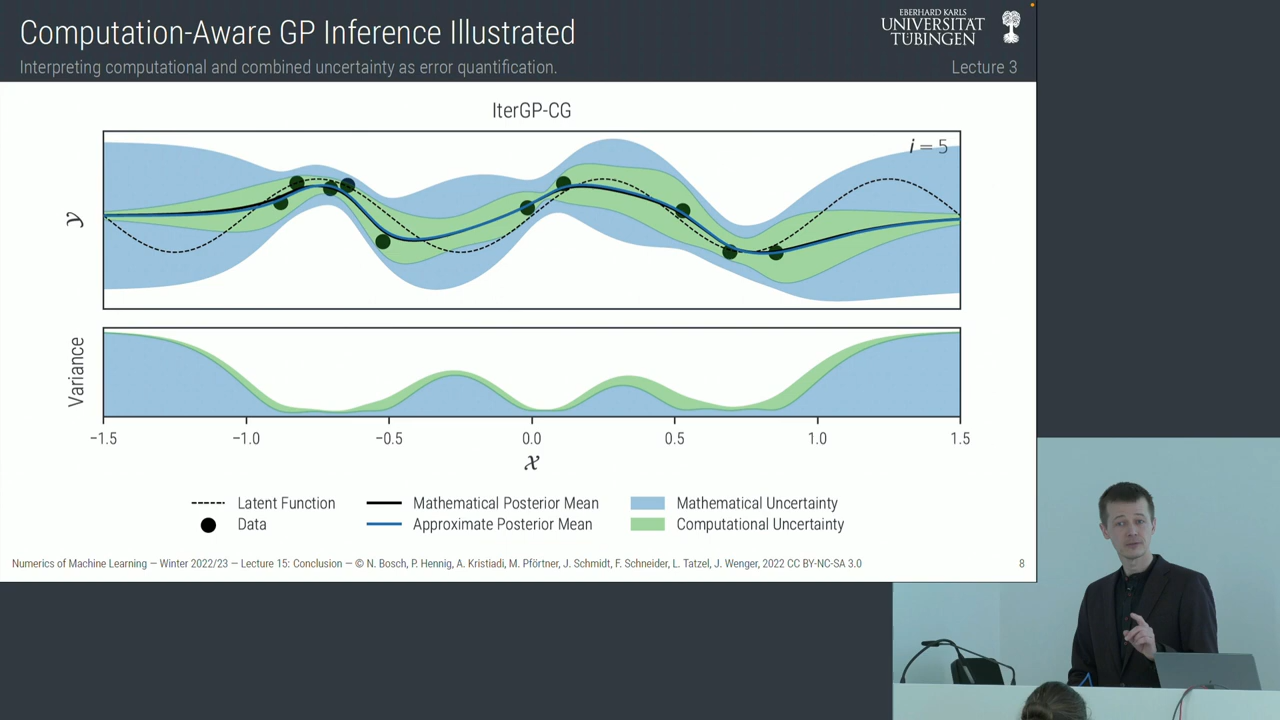 Computation-Aware GP Inference Illustrated
Interpreting computational and combined uncertainty as error quantification.
EBERHARD KARLS
UNIVERSITÄT
TÜBINGEN
Lecture 3
IterGP-CG
i = 5
𝒴
Variance
−1.5 −1.0 −0.5 0.0 0.5 1.0 1.5
𝒳
Latent Function
Data
Mathematical Posterior Mean
Approximate Posterior Mean
Mathematical Uncertainty
Computational Uncertainty
Numerics of Machine Learning — Winter 2022/23 — Lecture 15: Conclusion — © N. Bosch, P. Hennig, A. Kristiadi, M. Pförtner, J. Schmidt, F. Schneider, L. Tatzel, J. Wenger, 2022 CC BY-NC-SA 3.0
8